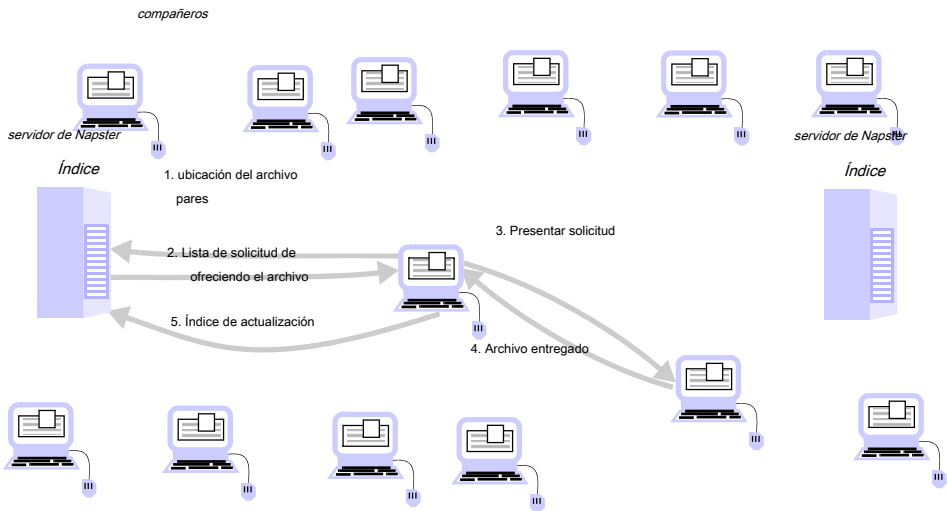 compañeros
servidor de Napster
servidor de Napster
Índice
Índice
1. ubicación del archivo
pares
3. Presentar solicitud
2. Lista de solicitud de
ofreciendo el archivo
5. Índice de actualización
4. Archivo entregado